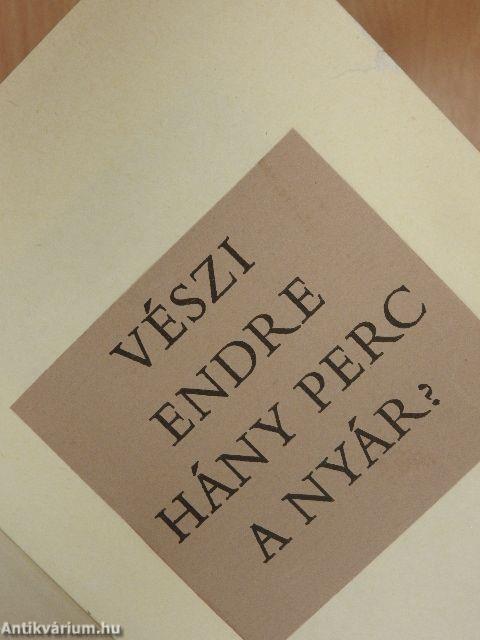 VÉSZI
ENDRE
HÁNY PERC
A NYÁR?
Antikvárium.hu